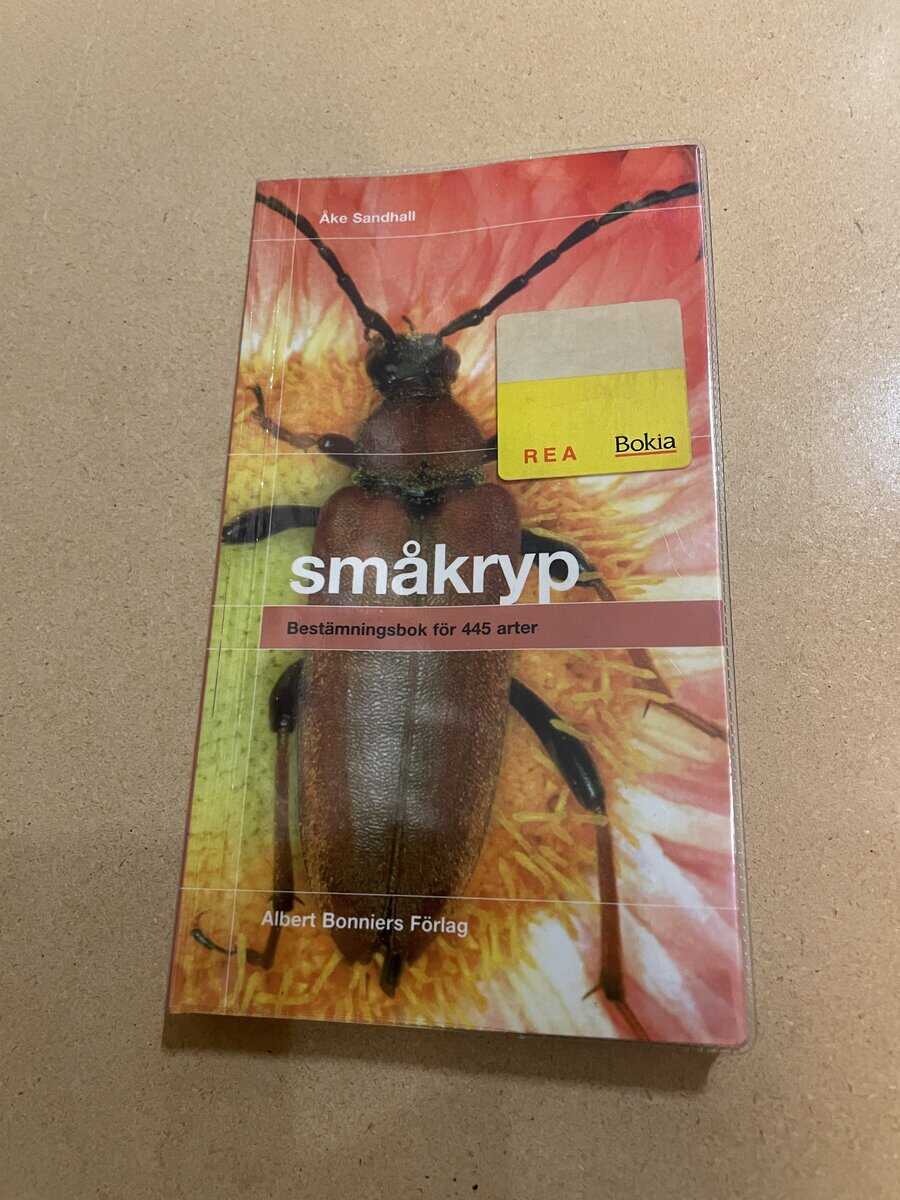 Åke Sandhall
REA
Bokia
småkryp
Bestämningsbok för 445 arter
Albert Bonniers Förlag